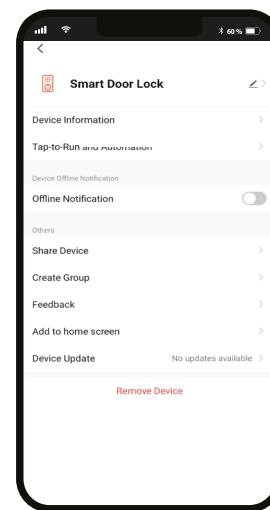 60 %
Smart Door Lock
Device Information
Tap-to-Run and Automation
Device Offline Notification
Offline Notification
Others
Share Device
Create Group
Feedback
Add to home screen
Device Update No updates available
Remove Device